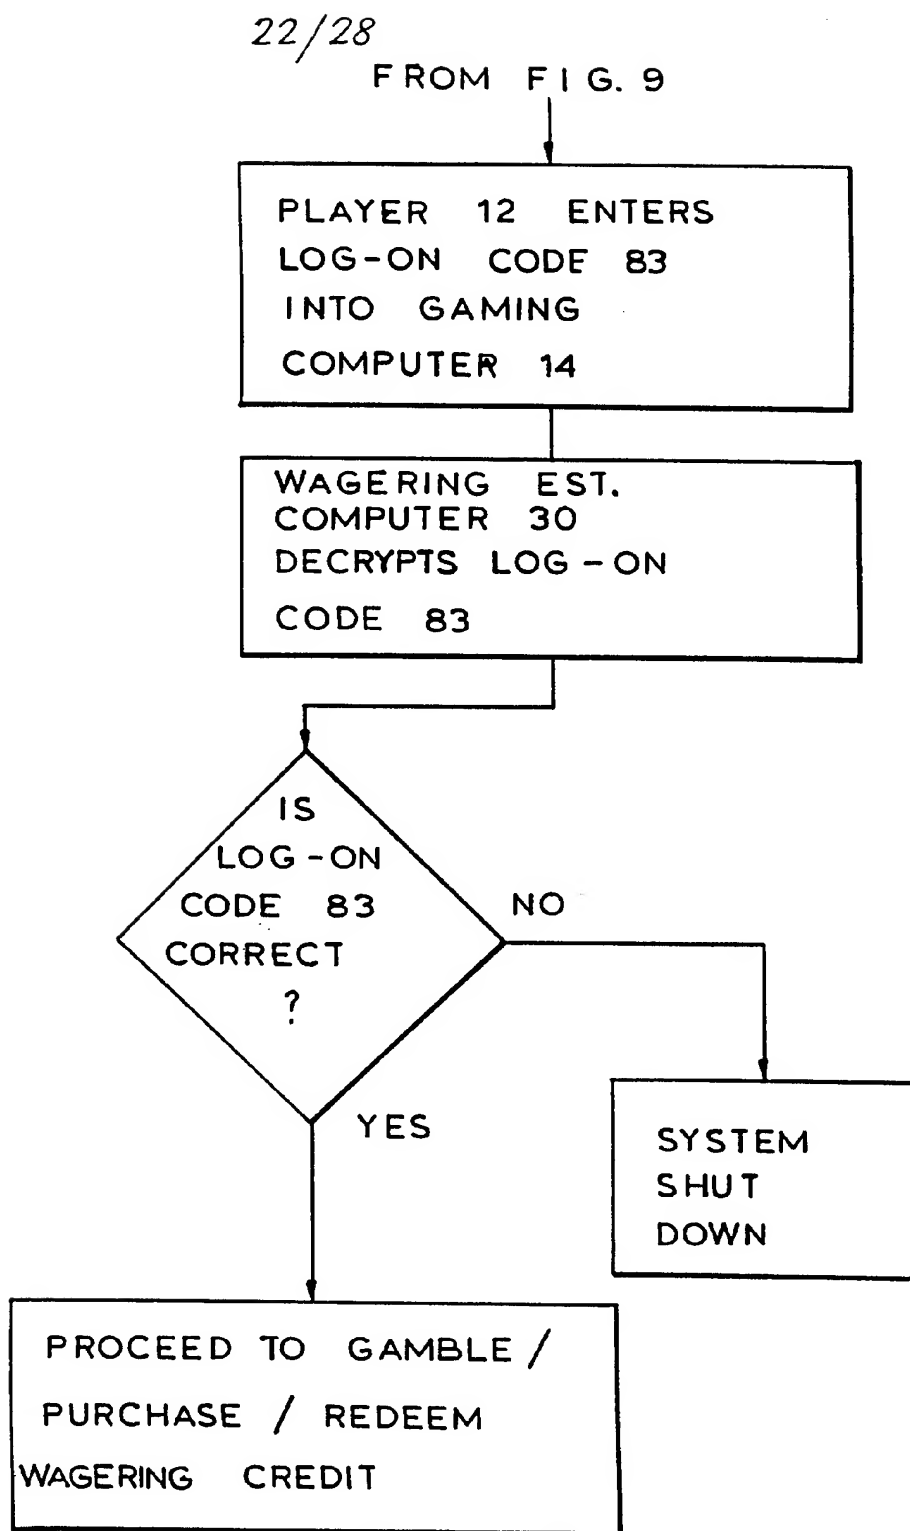 22/28
FROM FIG. 9
PLAYER 12 ENTERS
LOG-ON CODE 83
INTO GAMING
COMPUTER 14
WAGERING EST.
COMPUTER 30
DECRYPTS LOG-ON
CODE 83
IS
LOG-ON
CODE 83
CORRECT
?
NO
YES
SYSTEM
SHUT
DOWN
PROCEED TO GAMBLE /
PURCHASE / REDEEM
WAGERING CREDIT